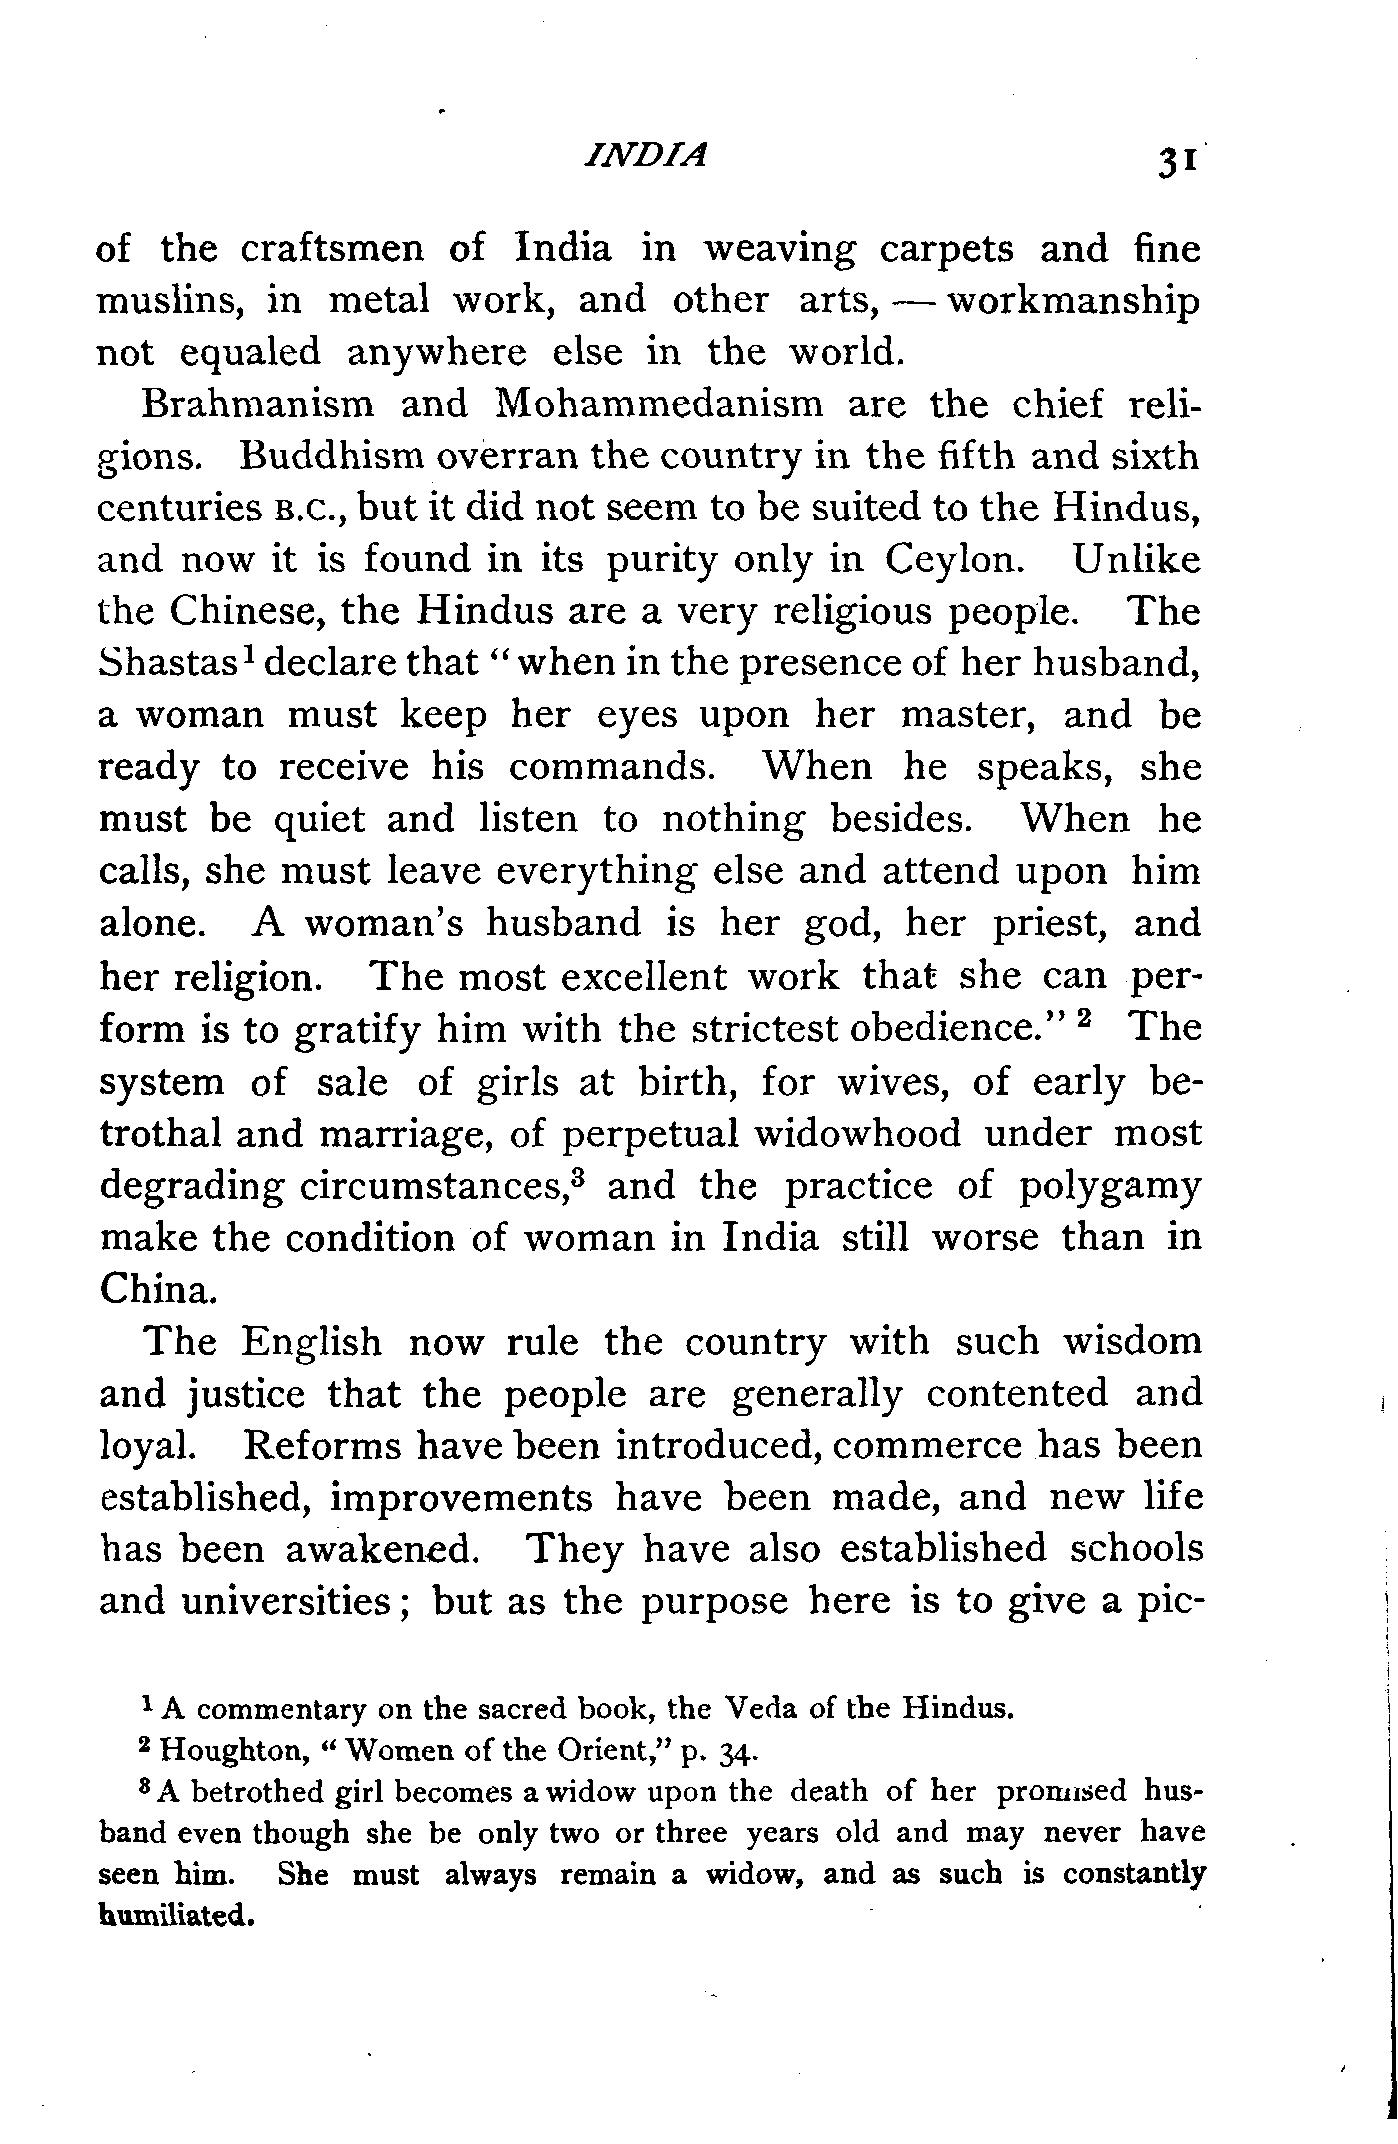 INDIA 31
of the craftsmen of India in weaving carpets and fine
muslins, in metal work, and other arts, — workmanship
not equaled anywhere else in the world.
Brahmanism and Mohammedanism are the chief reli-
gions. Buddhism overran the country in the fifth and sixth
centuries B.C., but it did not seem to be suited to the Hindus,
and now it is found in its purity only in Ceylon. Unlike
the Chinese, the Hindus are a very religious people. The
Shastas¹ declare that “when in the presence of her husband,
a woman must keep her eyes upon her master, and be
ready to receive his commands. When he speaks, she
must be quiet and listen to nothing besides. When he
calls, she must leave everything else and attend upon him
alone. A woman's husband is her god, her priest, and
her religion. The most excellent work that she can per-
form is to gratify him with the strictest obedience.” ² The
system of sale of girls at birth, for wives, of early be-
trothal and marriage, of perpetual widowhood under most
degrading circumstances,³ and the practice of polygamy
make the condition of woman in India still worse than in
China.
The English now rule the country with such wisdom
and justice that the people are generally contented and
loyal. Reforms have been introduced, commerce has been
established, improvements have been made, and new life
has been awakened. They have also established schools
and universities; but as the purpose here is to give a pic-
¹ A commentary on the sacred book, the Veda of the Hindus.
² Houghton, “Women of the Orient,” p. 34.
³ A betrothed girl becomes a widow upon the death of her promised hus-
band even though she be only two or three years old and may never have
seen him. She must always remain a widow, and as such is constantly
humiliated.